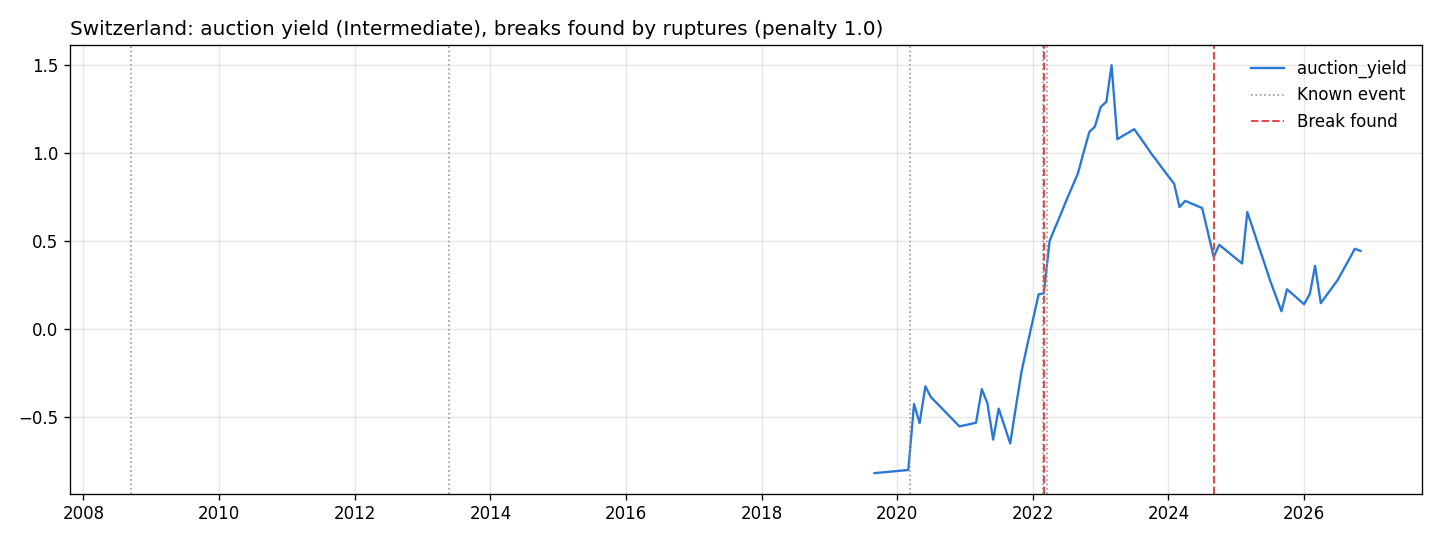 Switzerland: auction yield (Intermediate), breaks found by ruptures (penalty 1.0)
auction_yield
Known event
Break found
1.5
1.0
0.5
0.0
−0.5
2008 2010 2012 2014 2016 2018 2020 2022 2024 2026